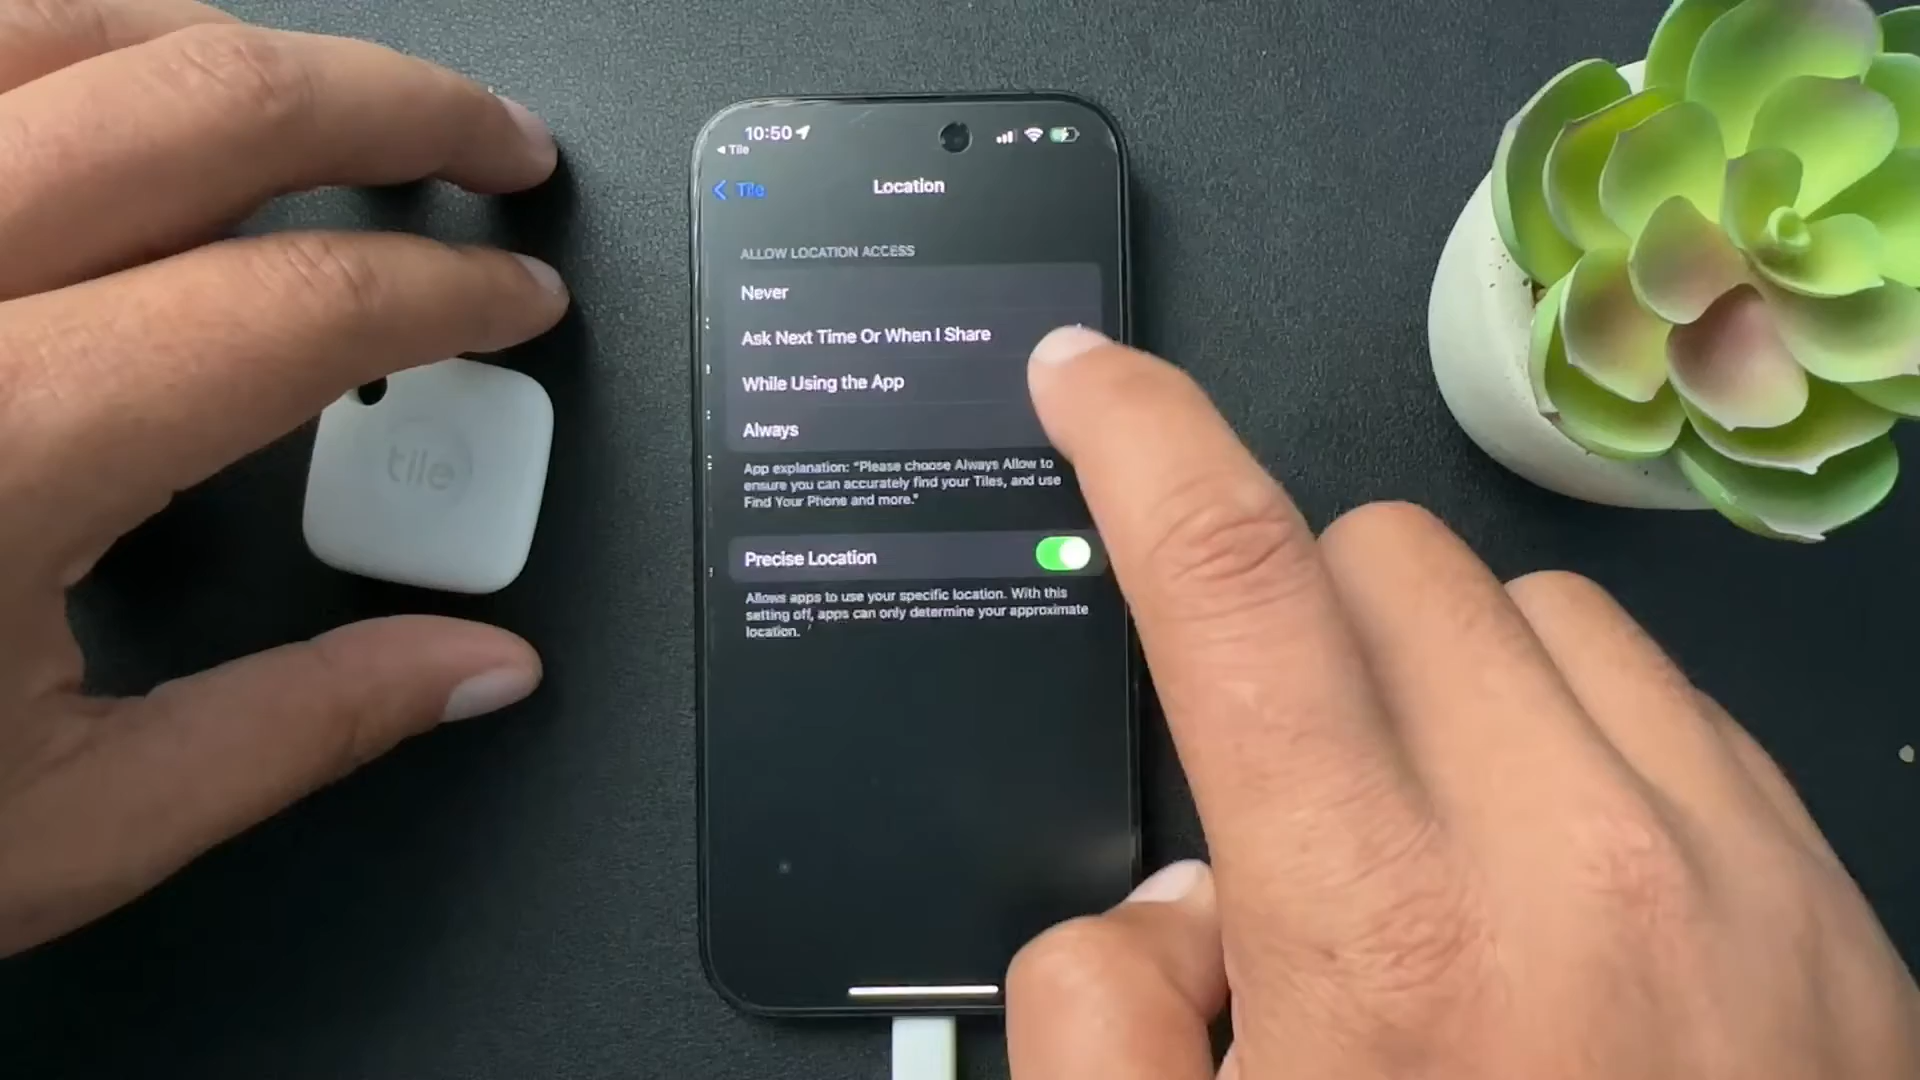 10:50
◄ Tile
Tile
Location
ALLOW LOCATION ACCESS
Never
Ask Next Time Or When I Share
While Using the App
Always
App explanation: “Please choose Always Allow to
ensure you can accurately find your Tiles, and use
Find Your Phone and more.”
Precise Location
Allows apps to use your specific location. With this
setting off, apps can only determine your approximate
location.
tile